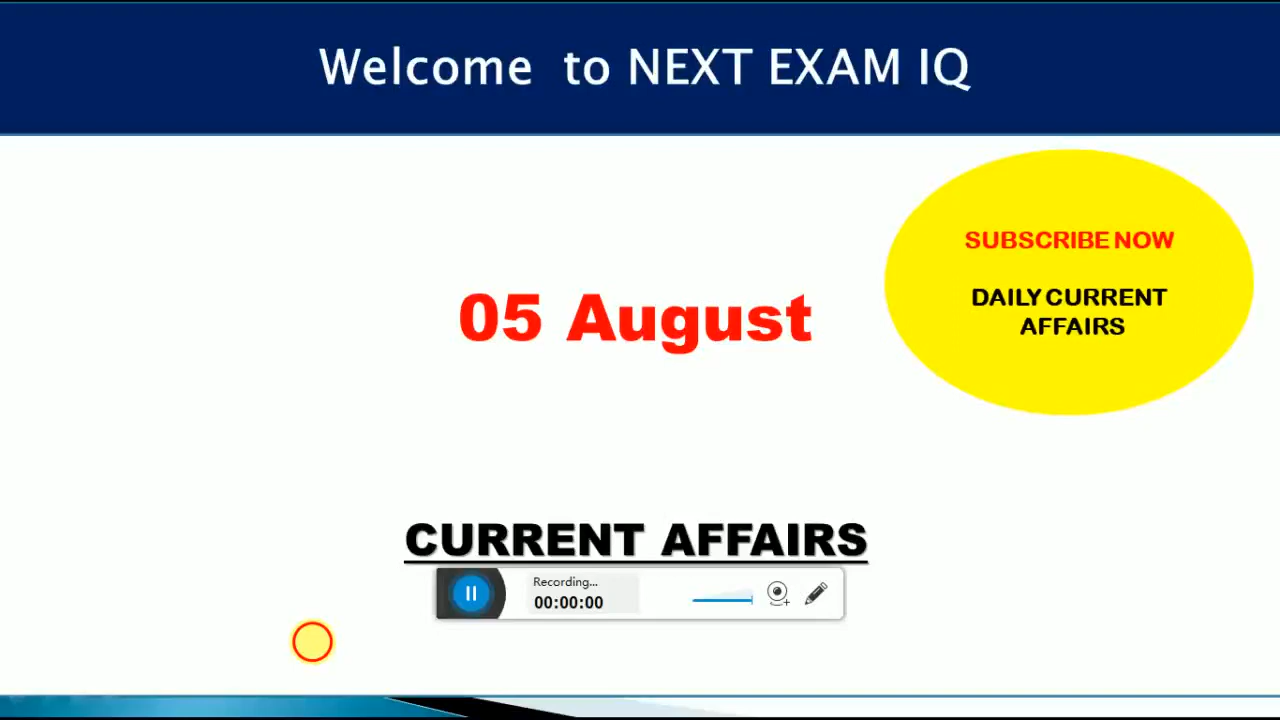 Welcome to NEXT EXAM IQ
SUBSCRIBE NOW
DAILY CURRENT
AFFAIRS
05 August
CURRENT AFFAIRS
Recording...
00:00:00